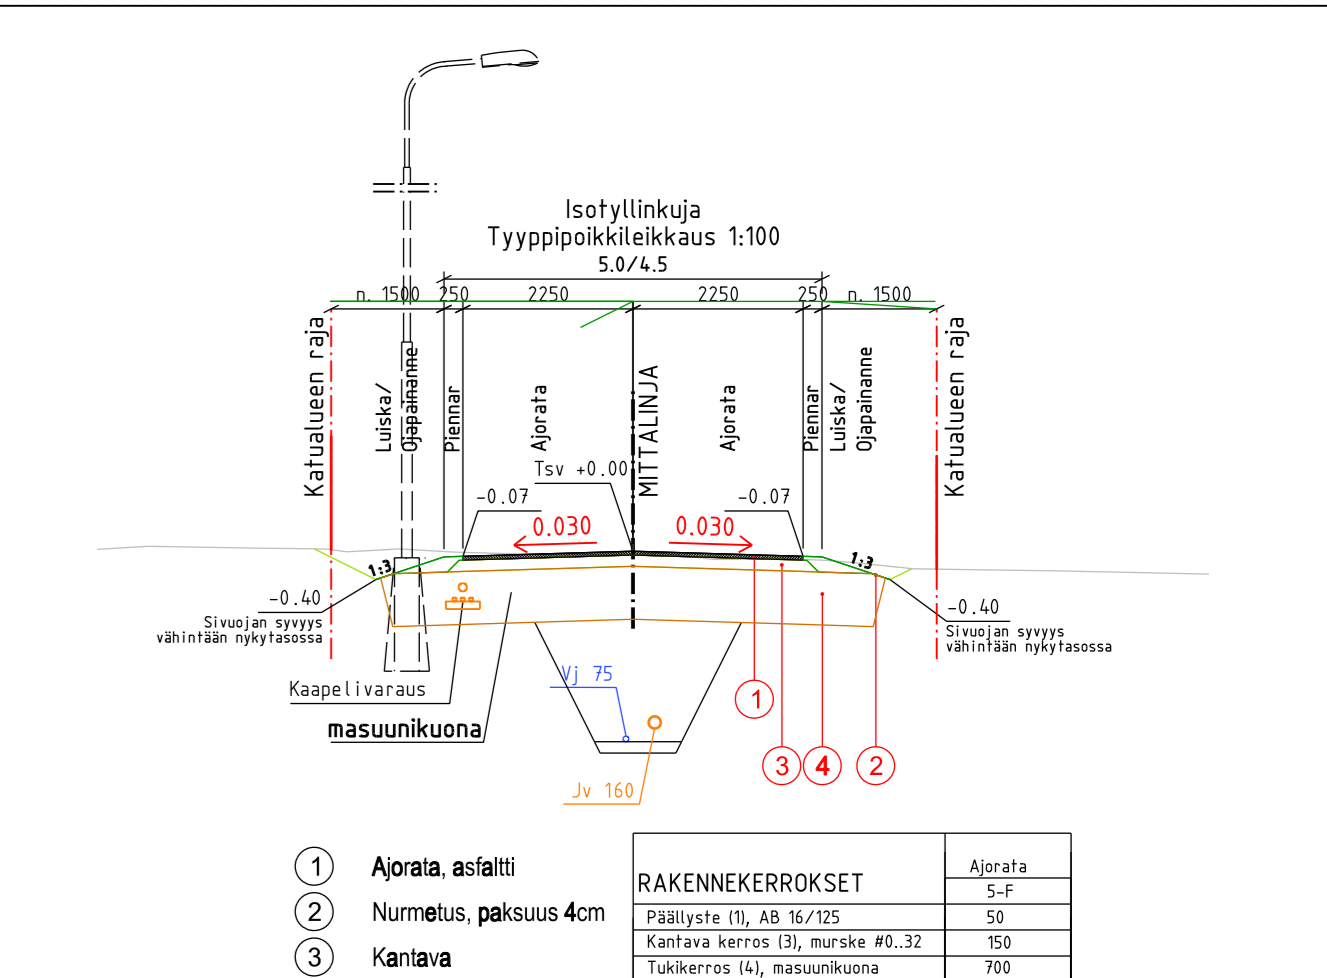 Isotyllinkuja
Tyyppipoikkileikkaus 1:100
5.0/4.5
n. 1500 250 2250 2250 250 n. 1500
Katualueen raja
Luiska/
Ojapainanne
Piennar
Ajorata
MITTALINJA
Ajorata
Piennar
Luiska/
Ojapainanne
Katualueen raja
Tsv +0.00
-0.07
-0.07
0.030
0.030
1:3
1:3
-0.40
Sivuojan syvyys
vähintään nykytasossa
-0.40
Sivuojan syvyys
vähintään nykytasossa
Kaapelivaraus
masuunikuona
Vj 75
Jv 160
1
3
4
2
1 Ajorata, asfaltti
2 Nurmetus, paksuus 4cm
3 Kantava
RAKENNEKERROKSET
Ajorata
5-F
Päällyste (1), AB 16/125 50
Kantava kerros (3), murske #0..32 150
Tukikerros (4), masuunikuona 700